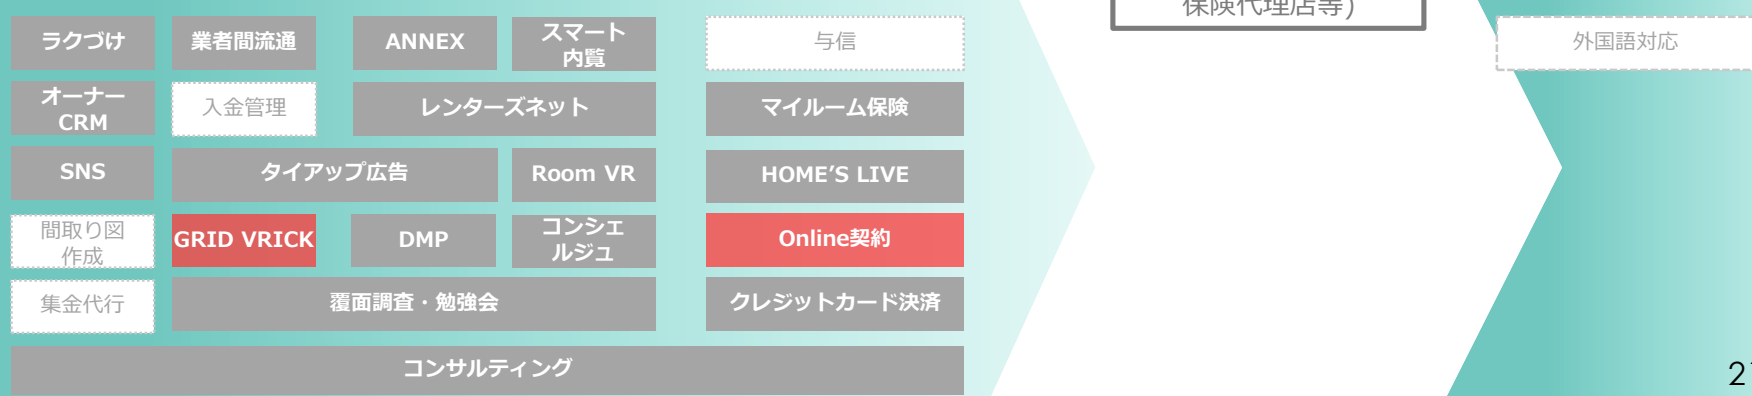 保険代理店等)
ラクづけ
業者間流通
ANNEX
スマート
内覧
与信
外国語対応
オーナー
CRM
入金管理
レンターズネット
マイルーム保険
SNS
タイアップ広告
Room VR
HOME’S LIVE
間取り図
作成
GRID VRICK
DMP
コンシェ
ルジュ
Online契約
集金代行
覆面調査・勉強会
クレジットカード決済
コンサルティング